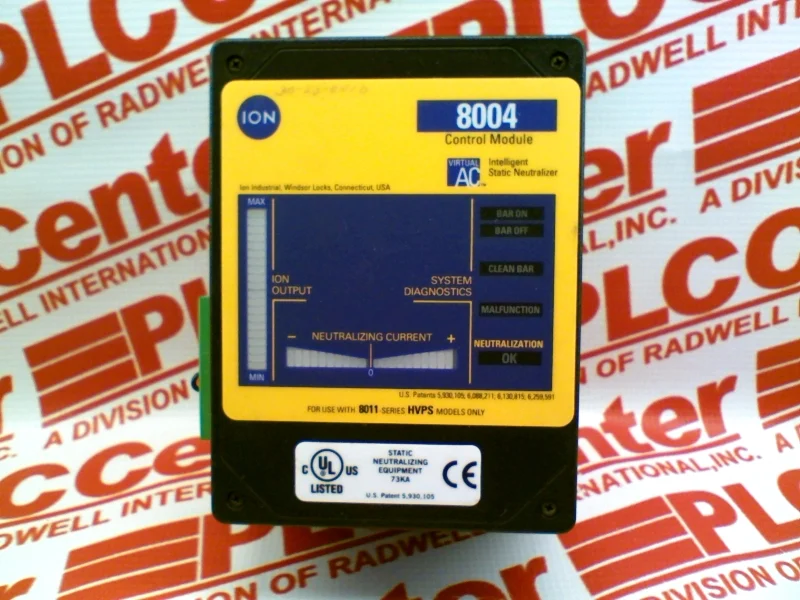 ION
8004
Control Module
VIRTUAL
AC
Intelligent
Static Neutralizer
Ion Industrial, Windsor Locks, Connecticut, USA
MAX
BAR ON
BAR OFF
CLEAN BAR
ION
OUTPUT
SYSTEM
DIAGNOSTICS
MALFUNCTION
− NEUTRALIZING CURRENT +
NEUTRALIZATION
OK
0
MIN
U.S. Patents 5,930,105; 6,088,211; 6,130,815; 6,259,591
FOR USE WITH 8011-SERIES HVPS MODELS ONLY
C UL US
LISTED
STATIC
NEUTRALIZING
EQUIPMENT
73KA
U.S. Patent 5,930,105
CE
PLCCenter
A DIVISION OF RADWELL INTERNATIONAL, INC.